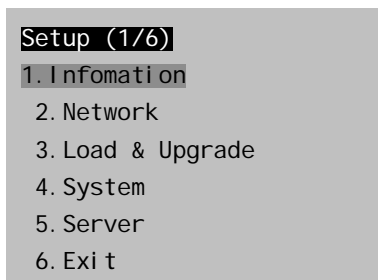 Setup (1/6)
1.Infomation
2.Network
3.Load & Upgrade
4.System
5.Server
6.Exit